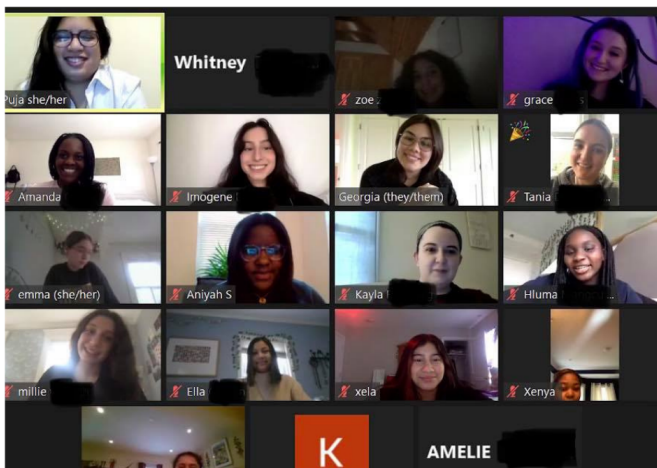 Puja she/her
Whitney
zoe
grace
Amanda
Imogene
Georgia (they/them)
Tania
emma (she/her)
Aniyah S
Kayla
Hluma
millie
Ella
xela
Xenya
K
AMELIE